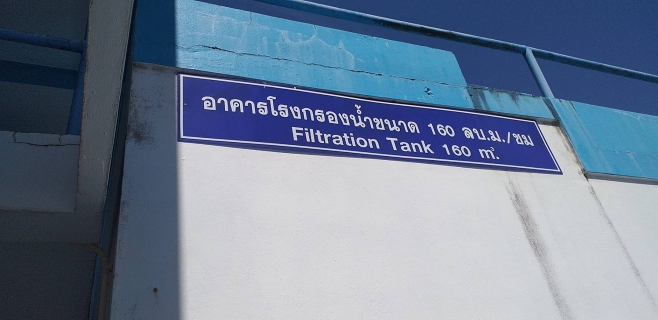 อาคารโรงกรองน้ำขนาด 160 ลบ.ม./ชม
Filtration Tank 160 m³.